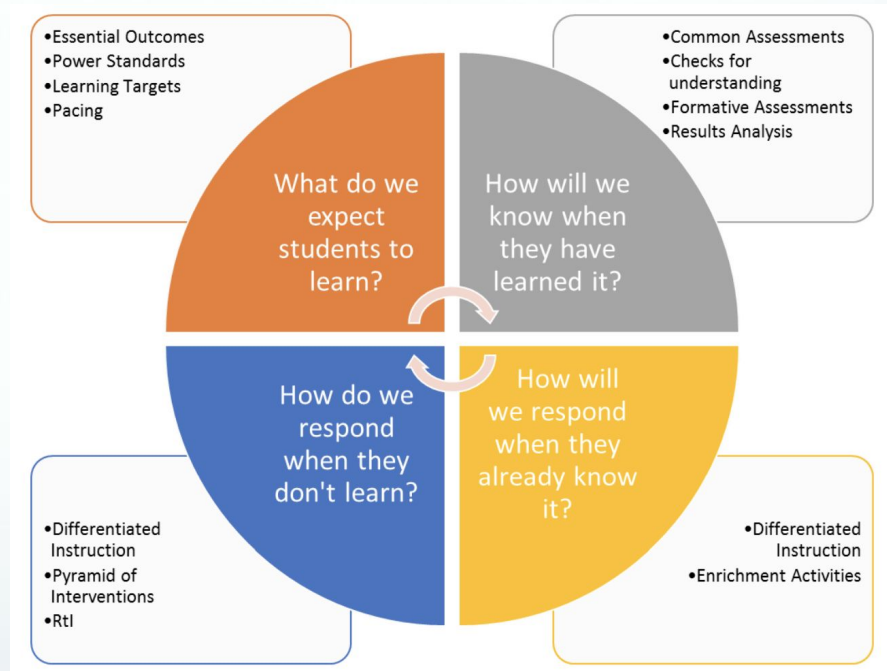 •Essential Outcomes
•Power Standards
•Learning Targets
•Pacing
What do we
expect
students to
learn?
•Common Assessments
•Checks for
understanding
•Formative Assessments
•Results Analysis
How will we
know when
they have
learned it?
How do we
respond
when they
don't learn?
•Differentiated
Instruction
•Pyramid of
Interventions
•RtI
How will
we respond
when they
already know
it?
•Differentiated
Instruction
•Enrichment Activities